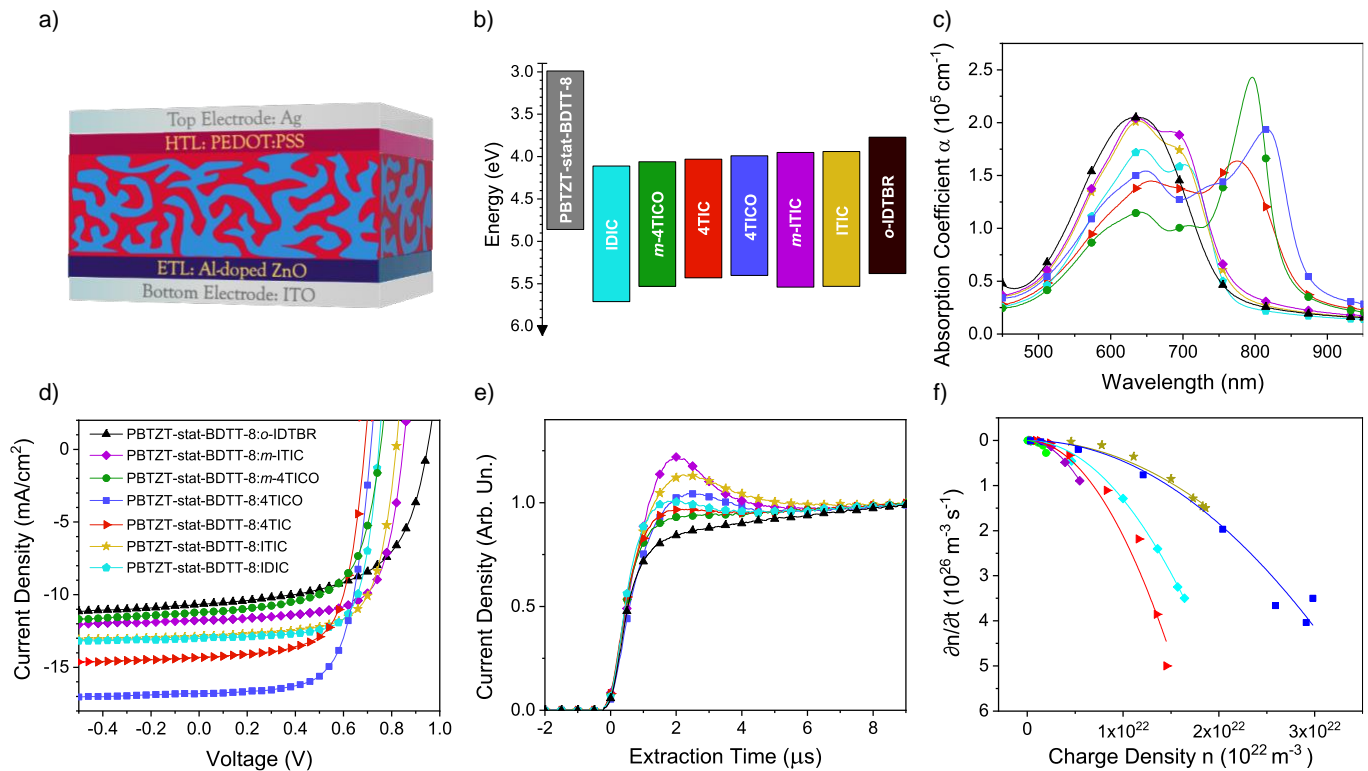 a)
Top Electrode: Ag
HTL: PEDOT:PSS
ETL: Al-doped ZnO
Bottom Electrode: ITO
b)
Energy (eV)
3.0
3.5
4.0
4.5
5.0
5.5
6.0
PBTZT-stat-BDTT-8
IDIC
m-4TICO
4TIC
4TICO
m-ITIC
ITIC
o-IDTBR
c)
Absorption Coefficient α (10⁵ cm⁻¹)
2.5
2.0
1.5
1.0
0.5
0.0
500 600 700 800 900
Wavelength (nm)
d)
Current Density (mA/cm²)
0
-5
-10
-15
PBTZT-stat-BDTT-8:o-IDTBR
PBTZT-stat-BDTT-8:m-ITIC
PBTZT-stat-BDTT-8:m-4TICO
PBTZT-stat-BDTT-8:4TICO
PBTZT-stat-BDTT-8:4TIC
PBTZT-stat-BDTT-8:ITIC
PBTZT-stat-BDTT-8:IDIC
-0.4 -0.2 0.0 0.2 0.4 0.6 0.8 1.0
Voltage (V)
e)
Current Density (Arb. Un.)
1.0
0.5
0.0
-2 0 2 4 6 8
Extraction Time (μs)
f)
∂n/∂t (10²⁶ m⁻³ s⁻¹)
0
1
2
3
4
5
6
0 1x10²² 2x10²² 3x10²²
Charge Density n (10²² m⁻³)